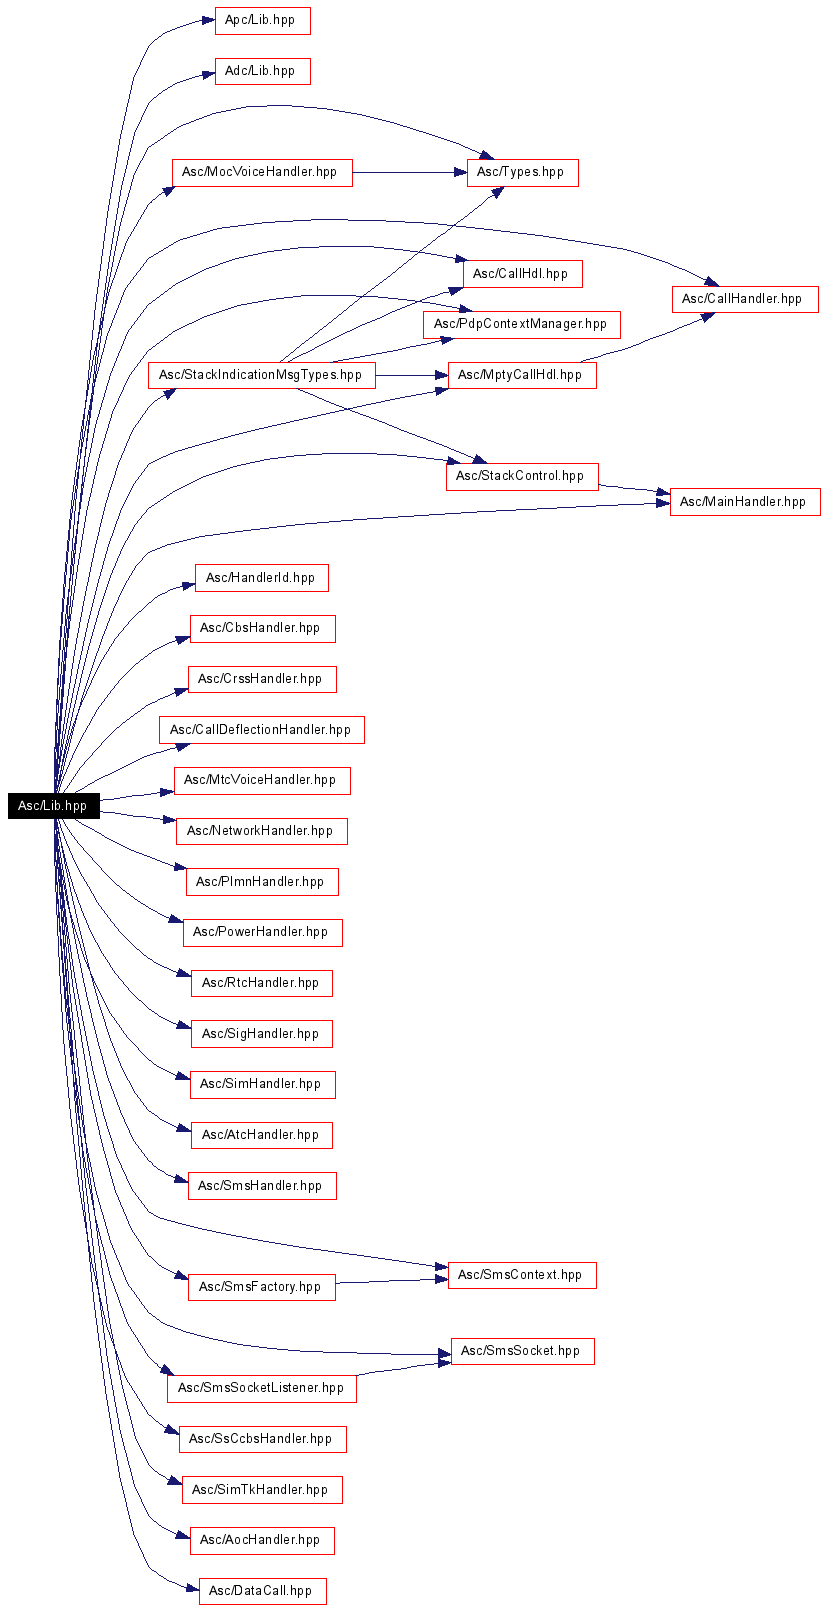 Apc/Lib.hpp
Adc/Lib.hpp
Asc/MocVoiceHandler.hpp
Asc/Types.hpp
Asc/CallHdl.hpp
Asc/CallHandler.hpp
Asc/PdpContextManager.hpp
Asc/StackIndicationMsgTypes.hpp
Asc/MptyCallHdl.hpp
Asc/StackControl.hpp
Asc/MainHandler.hpp
Asc/HandlerId.hpp
Asc/CbsHandler.hpp
Asc/CrssHandler.hpp
Asc/CallDeflectionHandler.hpp
Asc/MtcVoiceHandler.hpp
Asc/Lib.hpp
Asc/NetworkHandler.hpp
Asc/PlmnHandler.hpp
Asc/PowerHandler.hpp
Asc/RtcHandler.hpp
Asc/SigHandler.hpp
Asc/SimHandler.hpp
Asc/AtcHandler.hpp
Asc/SmsHandler.hpp
Asc/SmsContext.hpp
Asc/SmsFactory.hpp
Asc/SmsSocket.hpp
Asc/SmsSocketListener.hpp
Asc/SsCcbsHandler.hpp
Asc/SimTkHandler.hpp
Asc/AocHandler.hpp
Asc/DataCall.hpp